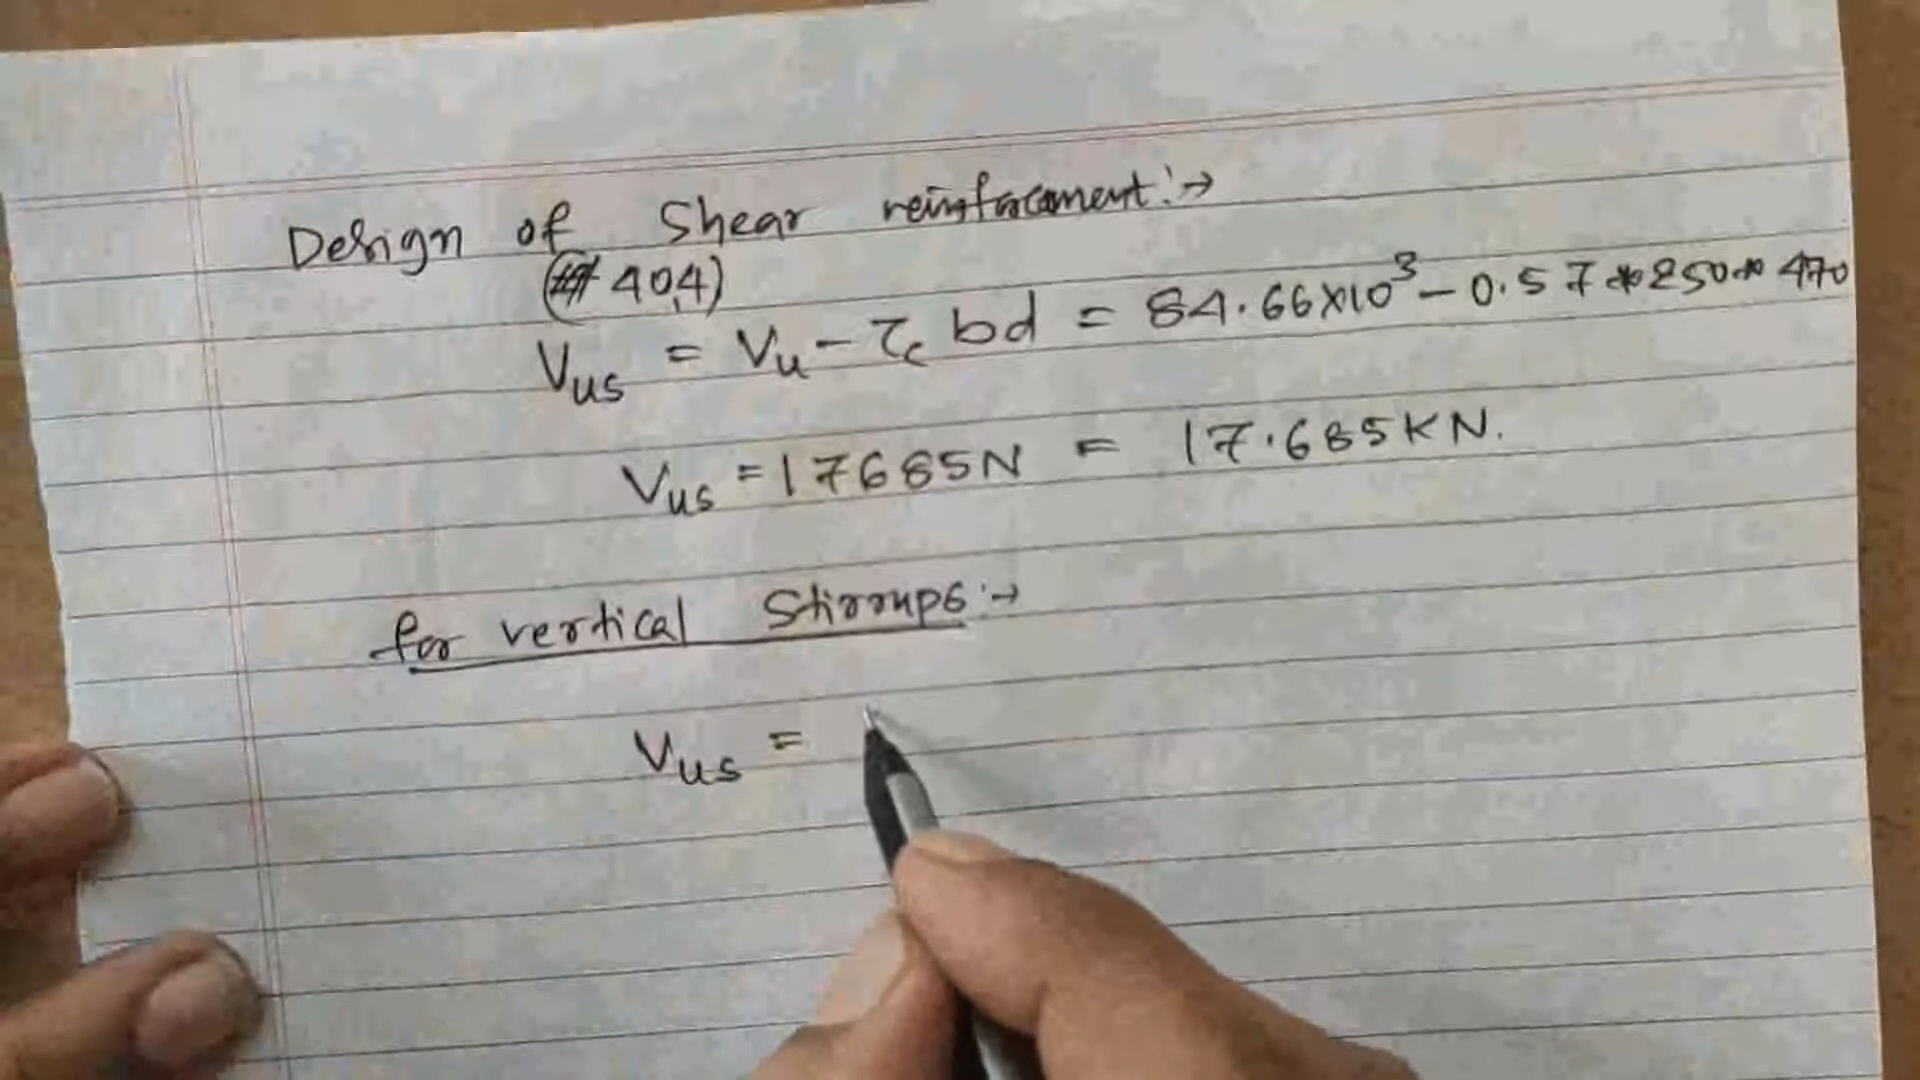 Design of Shear reinforcement:→
(## 40.4)
Vus = Vu - τc bd = 84.66×10³ - 0.57*250*470
Vus = 17685N = 17.685KN.
for vertical Stirrups:→
Vus =